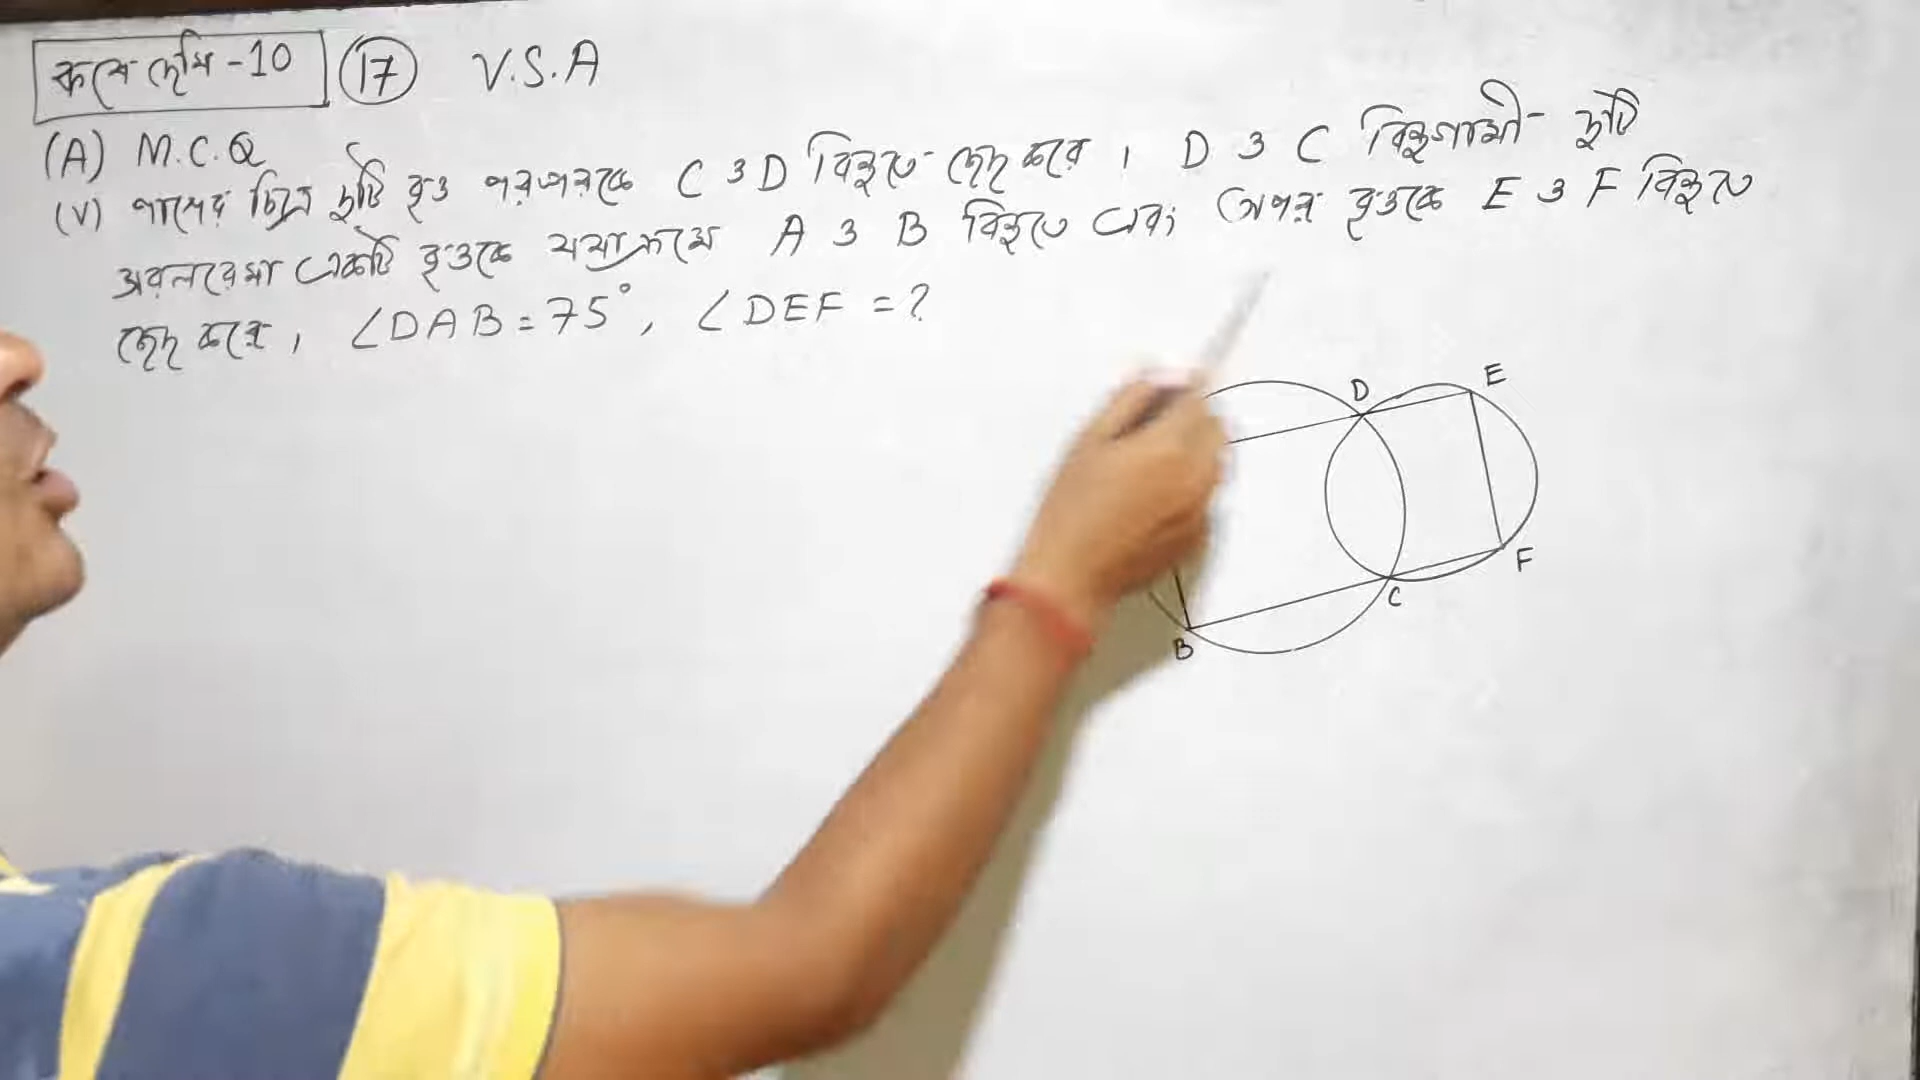 কষে দেখি-10 17 V.S.A
(A) M.C.Q
(V) পাশের চিত্রে দুটি বৃত্ত পরস্পরকে C ও D বিন্দুতে ছেদ করে। D ও C বিন্দুগামী দুটি
সরলরেখা একটি বৃত্তকে যথাক্রমে A ও B বিন্দুতে এবং অপর বৃত্তকে E ও F বিন্দুতে
ছেদ করে, ∠DAB=75°, ∠DEF =?
D
E
F
C
B